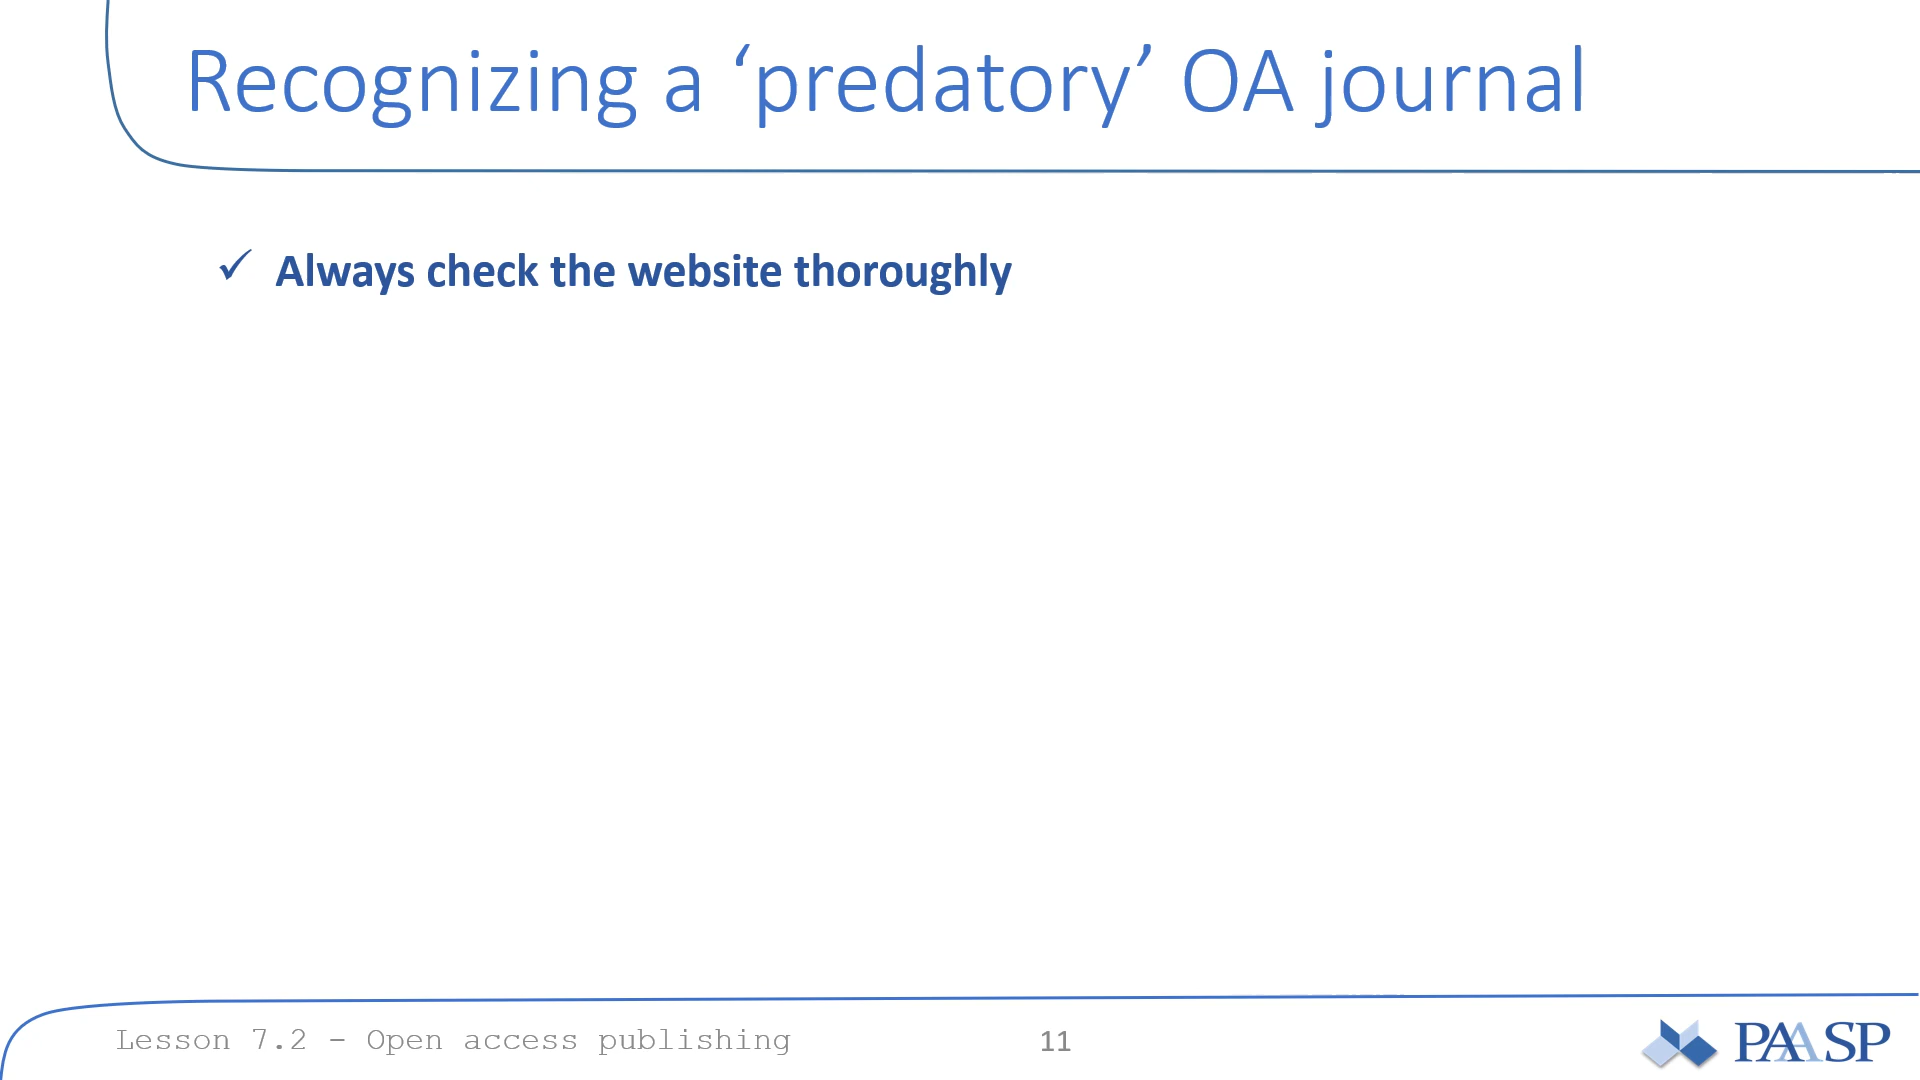 Recognizing a ‘predatory’ OA journal
✓ Always check the website thoroughly
Lesson 7.2 - Open access publishing
11
PAASP